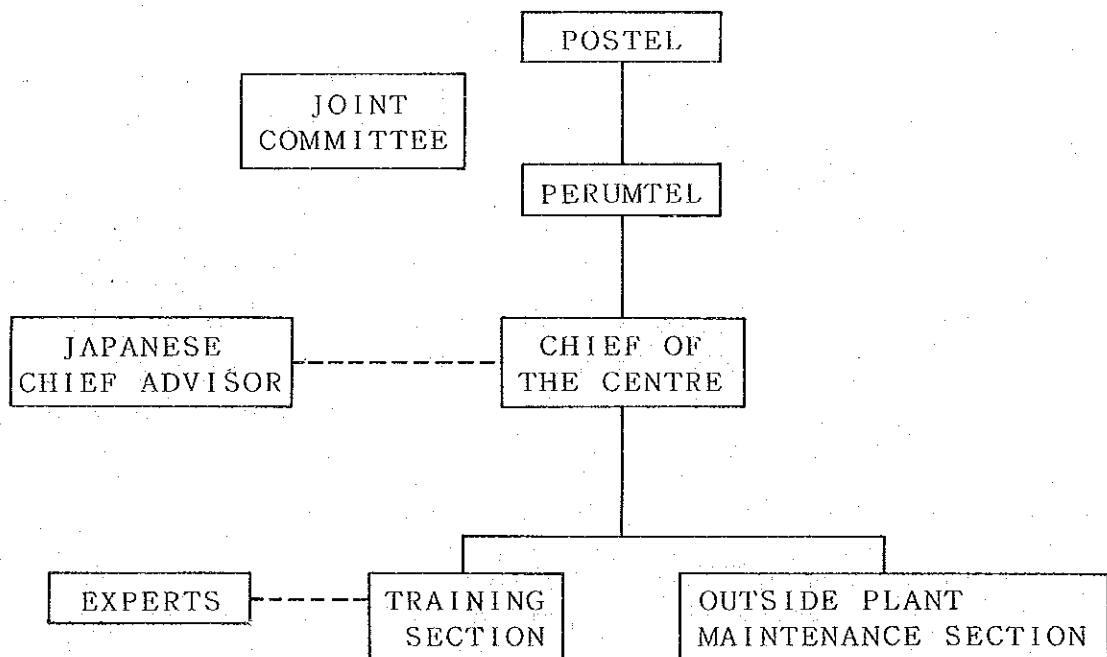 POSTEL
JOINT
COMMITTEE
PERUMTEL
JAPANESE
CHIEF ADVISOR
CHIEF OF
THE CENTRE
EXPERTS
TRAINING
SECTION
OUTSIDE PLANT
MAINTENANCE SECTION